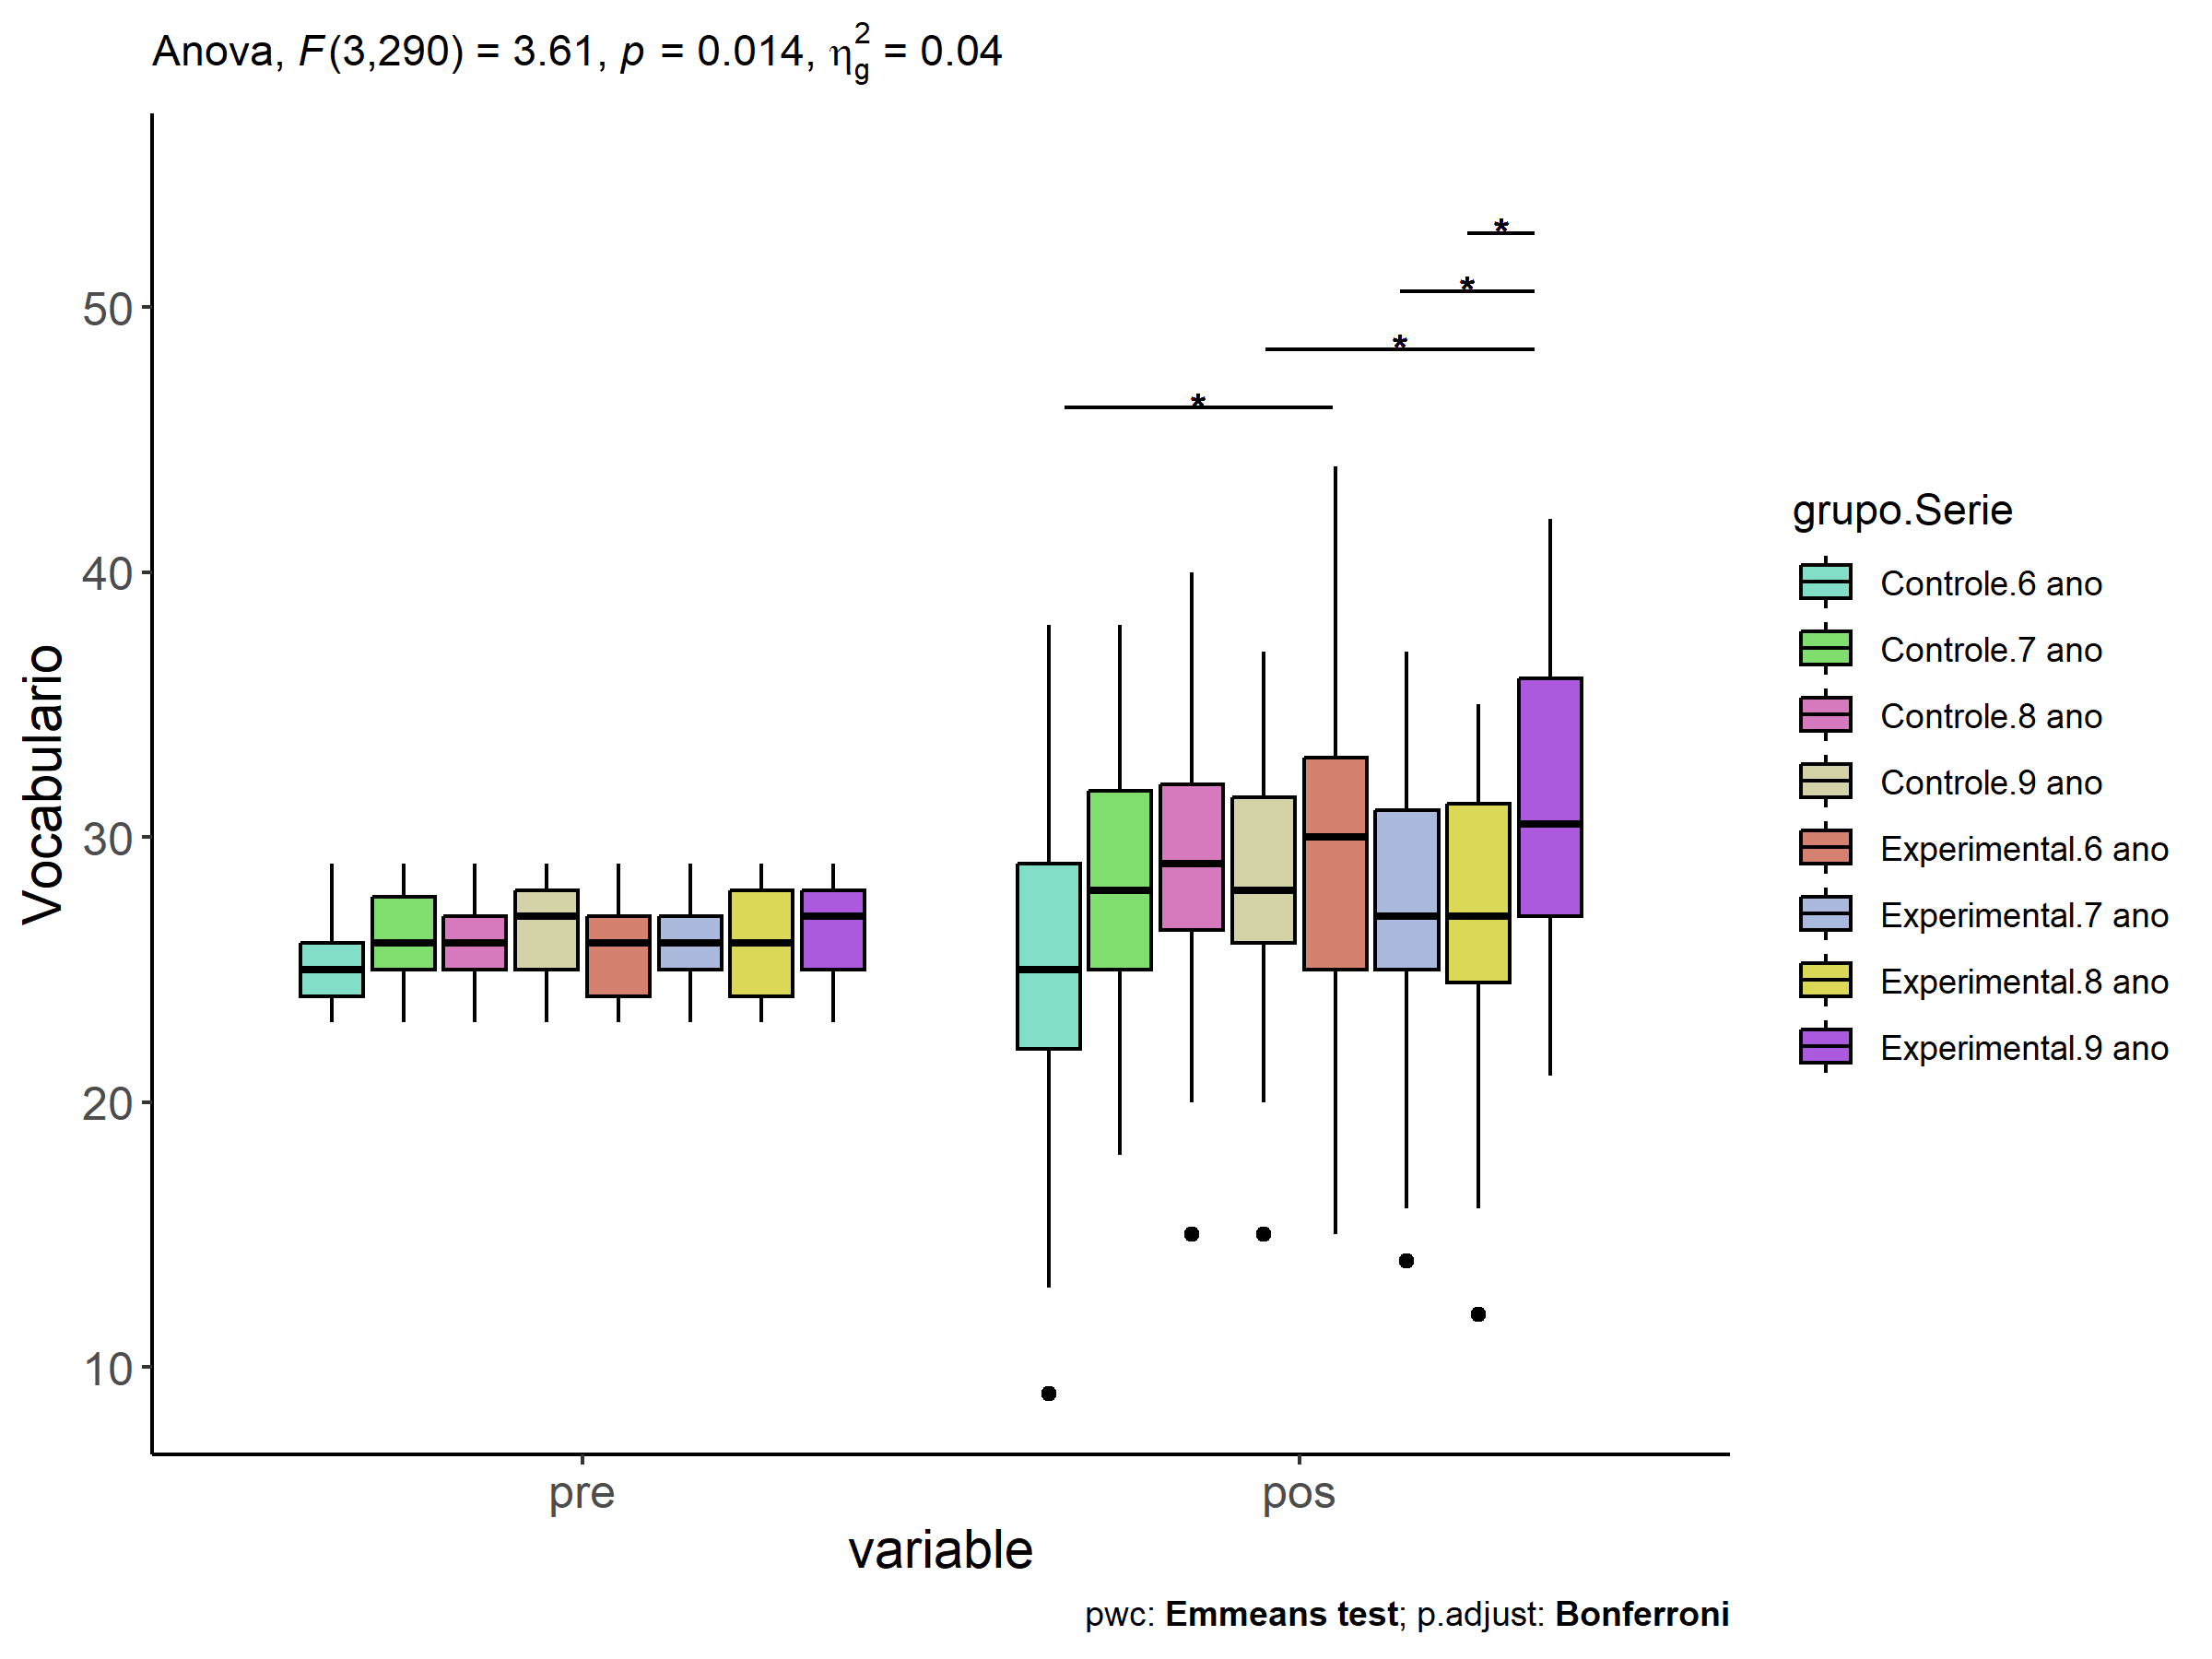 Anova, F(3,290) = 3.61, p = 0.014, η²g = 0.04
*
*
*
*
50
40
30
20
10
Vocabulario
pre
pos
variable
grupo.Serie
Controle.6 ano
Controle.7 ano
Controle.8 ano
Controle.9 ano
Experimental.6 ano
Experimental.7 ano
Experimental.8 ano
Experimental.9 ano
pwc: Emmeans test; p.adjust: Bonferroni